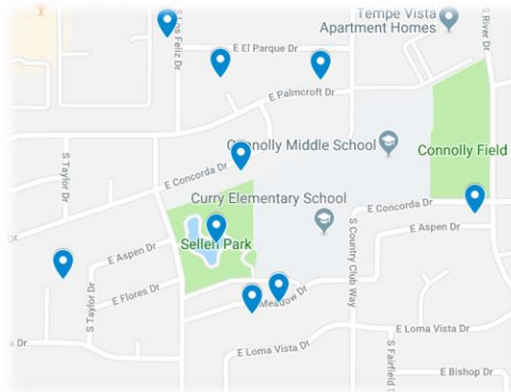 Tempe Vista
Apartment Homes
S Los Feliz Dr
S River Dr
E El Parque Dr
E Palmcroft Dr
Connolly Middle School
Connolly Field
S Taylor Dr
E Concorda Dr
Curry Elementary School
E Concorda Dr
S Country Club Way
E Aspen Dr
Dr
Sellen Park
E Aspen Dr
E Flores Dr
S Taylor Dr
Meadow Dr
E Loma Vista Dr
a Dr
E Loma Vista Dr
S Fairfield
E Bishop Dr